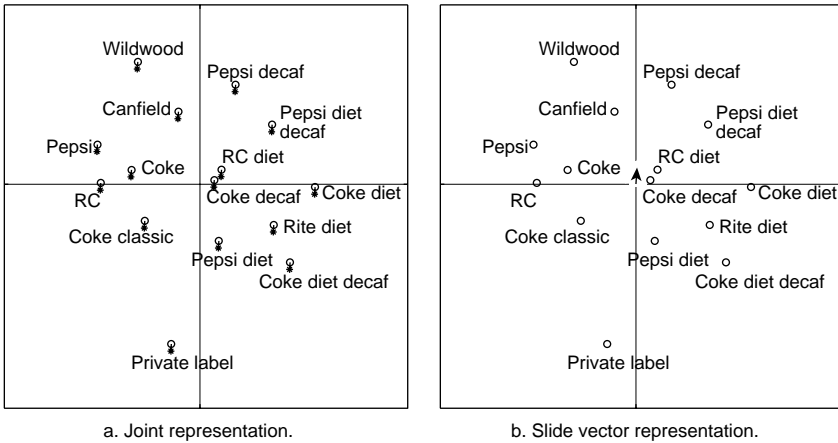 Wildwood
Pepsi decaf
Canfield
Pepsi diet
decaf
Pepsi
Coke
RC diet
RC
Coke decaf
Coke diet
Coke classic
Rite diet
Pepsi diet
Coke diet decaf
Private label
a. Joint representation.
Wildwood
Pepsi decaf
Canfield
Pepsi diet
decaf
Pepsi
Coke
RC diet
RC
Coke decaf
Coke diet
Coke classic
Rite diet
Pepsi diet
Coke diet decaf
Private label
b. Slide vector representation.